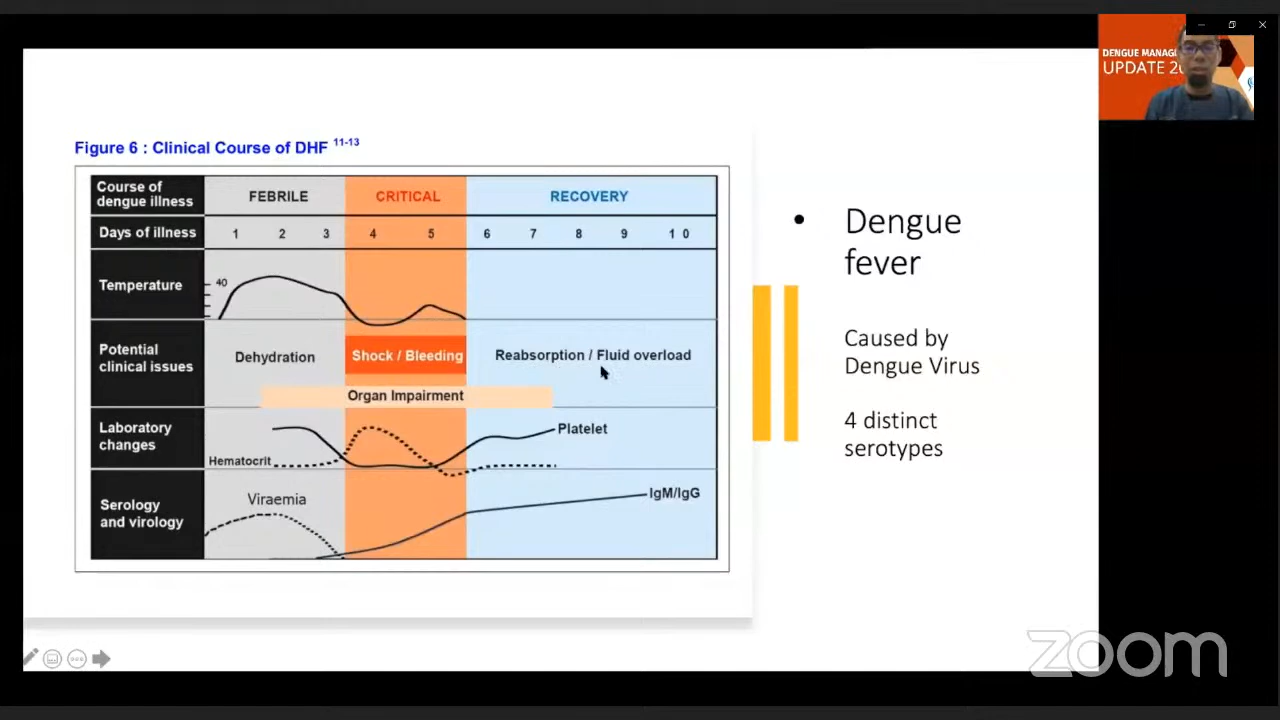 DENGUE MANAG
UPDATE 20
Figure 6 : Clinical Course of DHF 11-13
Course of
dengue illness
FEBRILE
CRITICAL
RECOVERY
Days of illness
1 2 3 4 5 6 7 8 9 1 0
Temperature
40
Potential
clinical issues
Dehydration
Shock / Bleeding
Reabsorption / Fluid overload
Organ Impairment
Laboratory
changes
Hematocrit
Platelet
Serology
and virology
Viraemia
IgM/IgG
• Dengue
fever
Caused by
Dengue Virus
4 distinct
serotypes
zoom